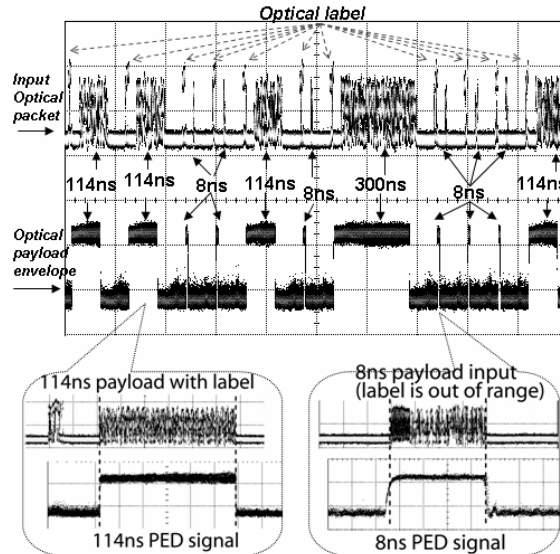 Optical label
Input
Optical
packet
114ns 114ns 8ns 114ns 8ns 300ns 8ns 114ns
Optical
payload
envelope
114ns payload with label
114ns PED signal
8ns payload input
(label is out of range)
8ns PED signal